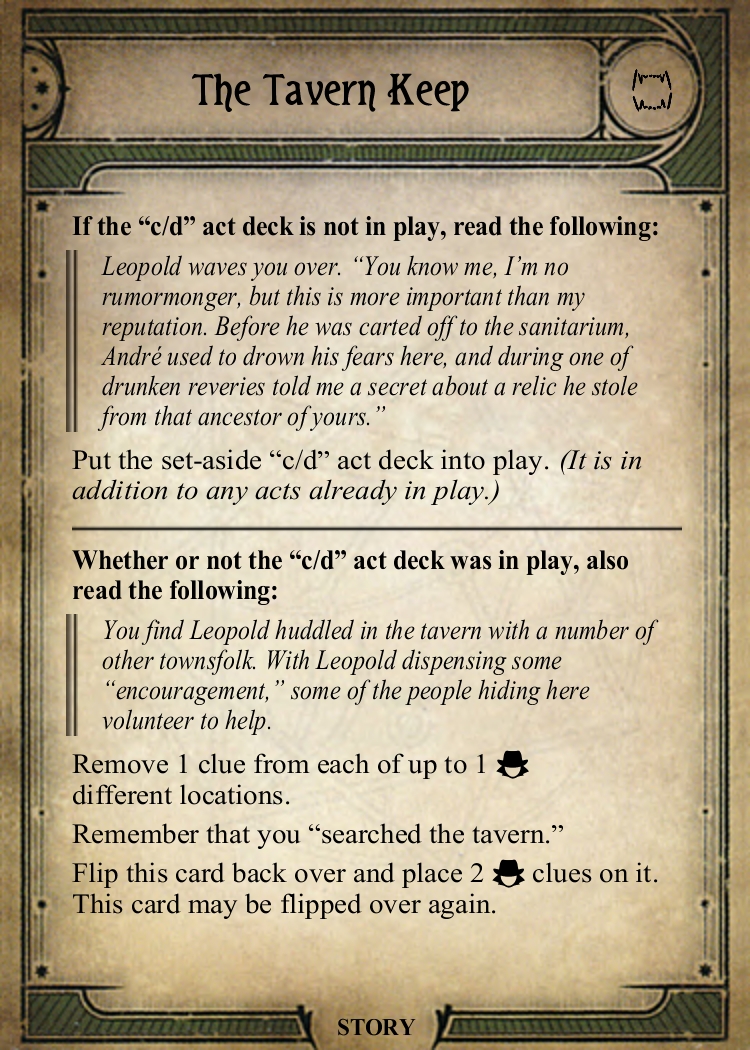 The Tavern Keep
If the “c/d” act deck is not in play, read the following:
Leopold waves you over. “You know me, I’m no
rumormonger, but this is more important than my
reputation. Before he was carted off to the sanitarium,
André used to drown his fears here, and during one of
drunken reveries told me a secret about a relic he stole
from that ancestor of yours.”
Put the set-aside “c/d” act deck into play. (It is in
addition to any acts already in play.)
Whether or not the “c/d” act deck was in play, also
read the following:
You find Leopold huddled in the tavern with a number of
other townsfolk. With Leopold dispensing some
“encouragement,” some of the people hiding here
volunteer to help.
Remove 1 clue from each of up to 1
different locations.
Remember that you “searched the tavern.”
Flip this card back over and place 2 clues on it.
This card may be flipped over again.
STORY